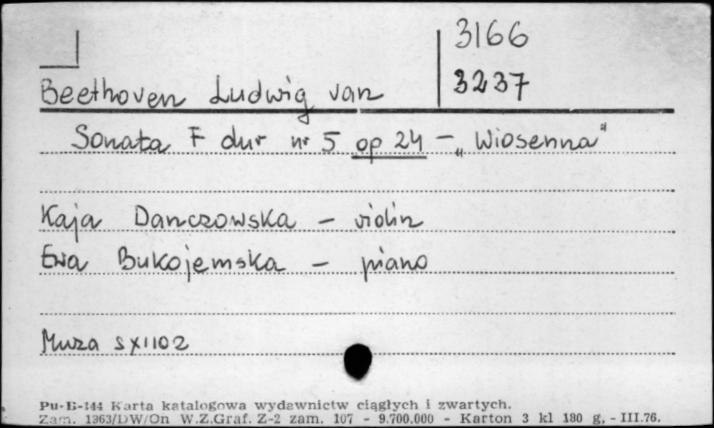 3166
3237
Beethoven Ludwig van
Sonata F dur nr 5 op 24 - „Wiosenna"
Kaja Danczowska - violin
Ewa Bukojemska - piano
Muza SX1102
Pu-B-144 Karta katalogowa wydawnictw ciągłych i zwartych.
Zam. 1363/DW/On W.Z.Graf. Z-2 zam. 107 - 9.700.000 - Karton 3 kl 180 g, - III.76.